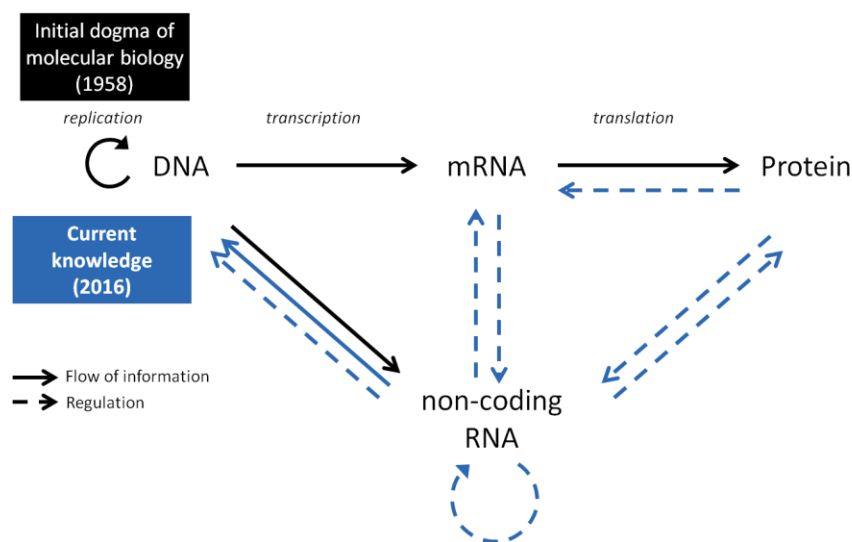 Initial dogma of
molecular biology
(1958)
replication
transcription
translation
DNA
mRNA
Protein
Current
knowledge
(2016)
Flow of information
Regulation
non-coding
RNA